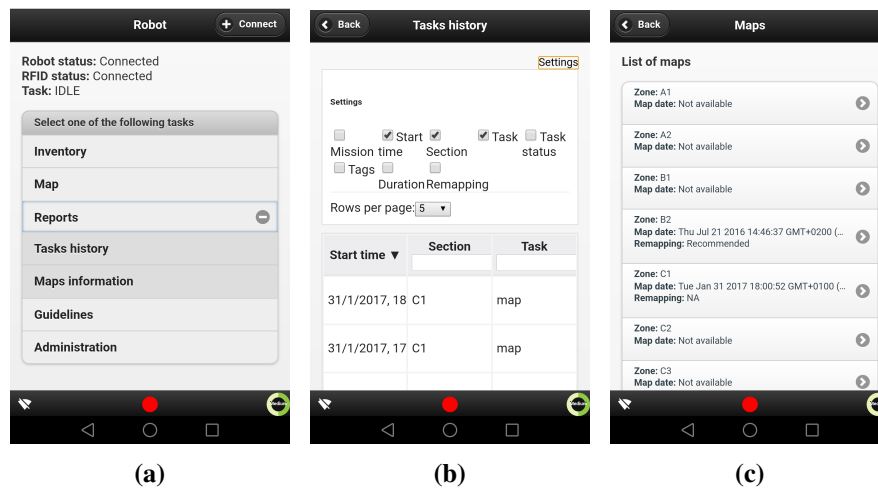 Robot
Connect
Robot status: Connected
RFID status: Connected
Task: IDLE
Select one of the following tasks
Inventory
Map
Reports
Tasks history
Maps information
Guidelines
Administration
Medium
(a)
Back
Tasks history
Settings
Settings
Start Task Task
Mission time Section status
Tags
Duration Remapping
Rows per page: 5
Start time ▼ Section Task
31/1/2017, 18 C1 map
31/1/2017, 17 C1 map
Medium
(b)
Back
Maps
List of maps
Zone: A1
Map date: Not available
Zone: A2
Map date: Not available
Zone: B1
Map date: Not available
Zone: B2
Map date: Thu Jul 21 2016 14:46:37 GMT+0200 (...
Remapping: Recommended
Zone: C1
Map date: Tue Jan 31 2017 18:00:52 GMT+0100 (...
Remapping: NA
Zone: C2
Map date: Not available
Zone: C3
Map date: Not available
(c)